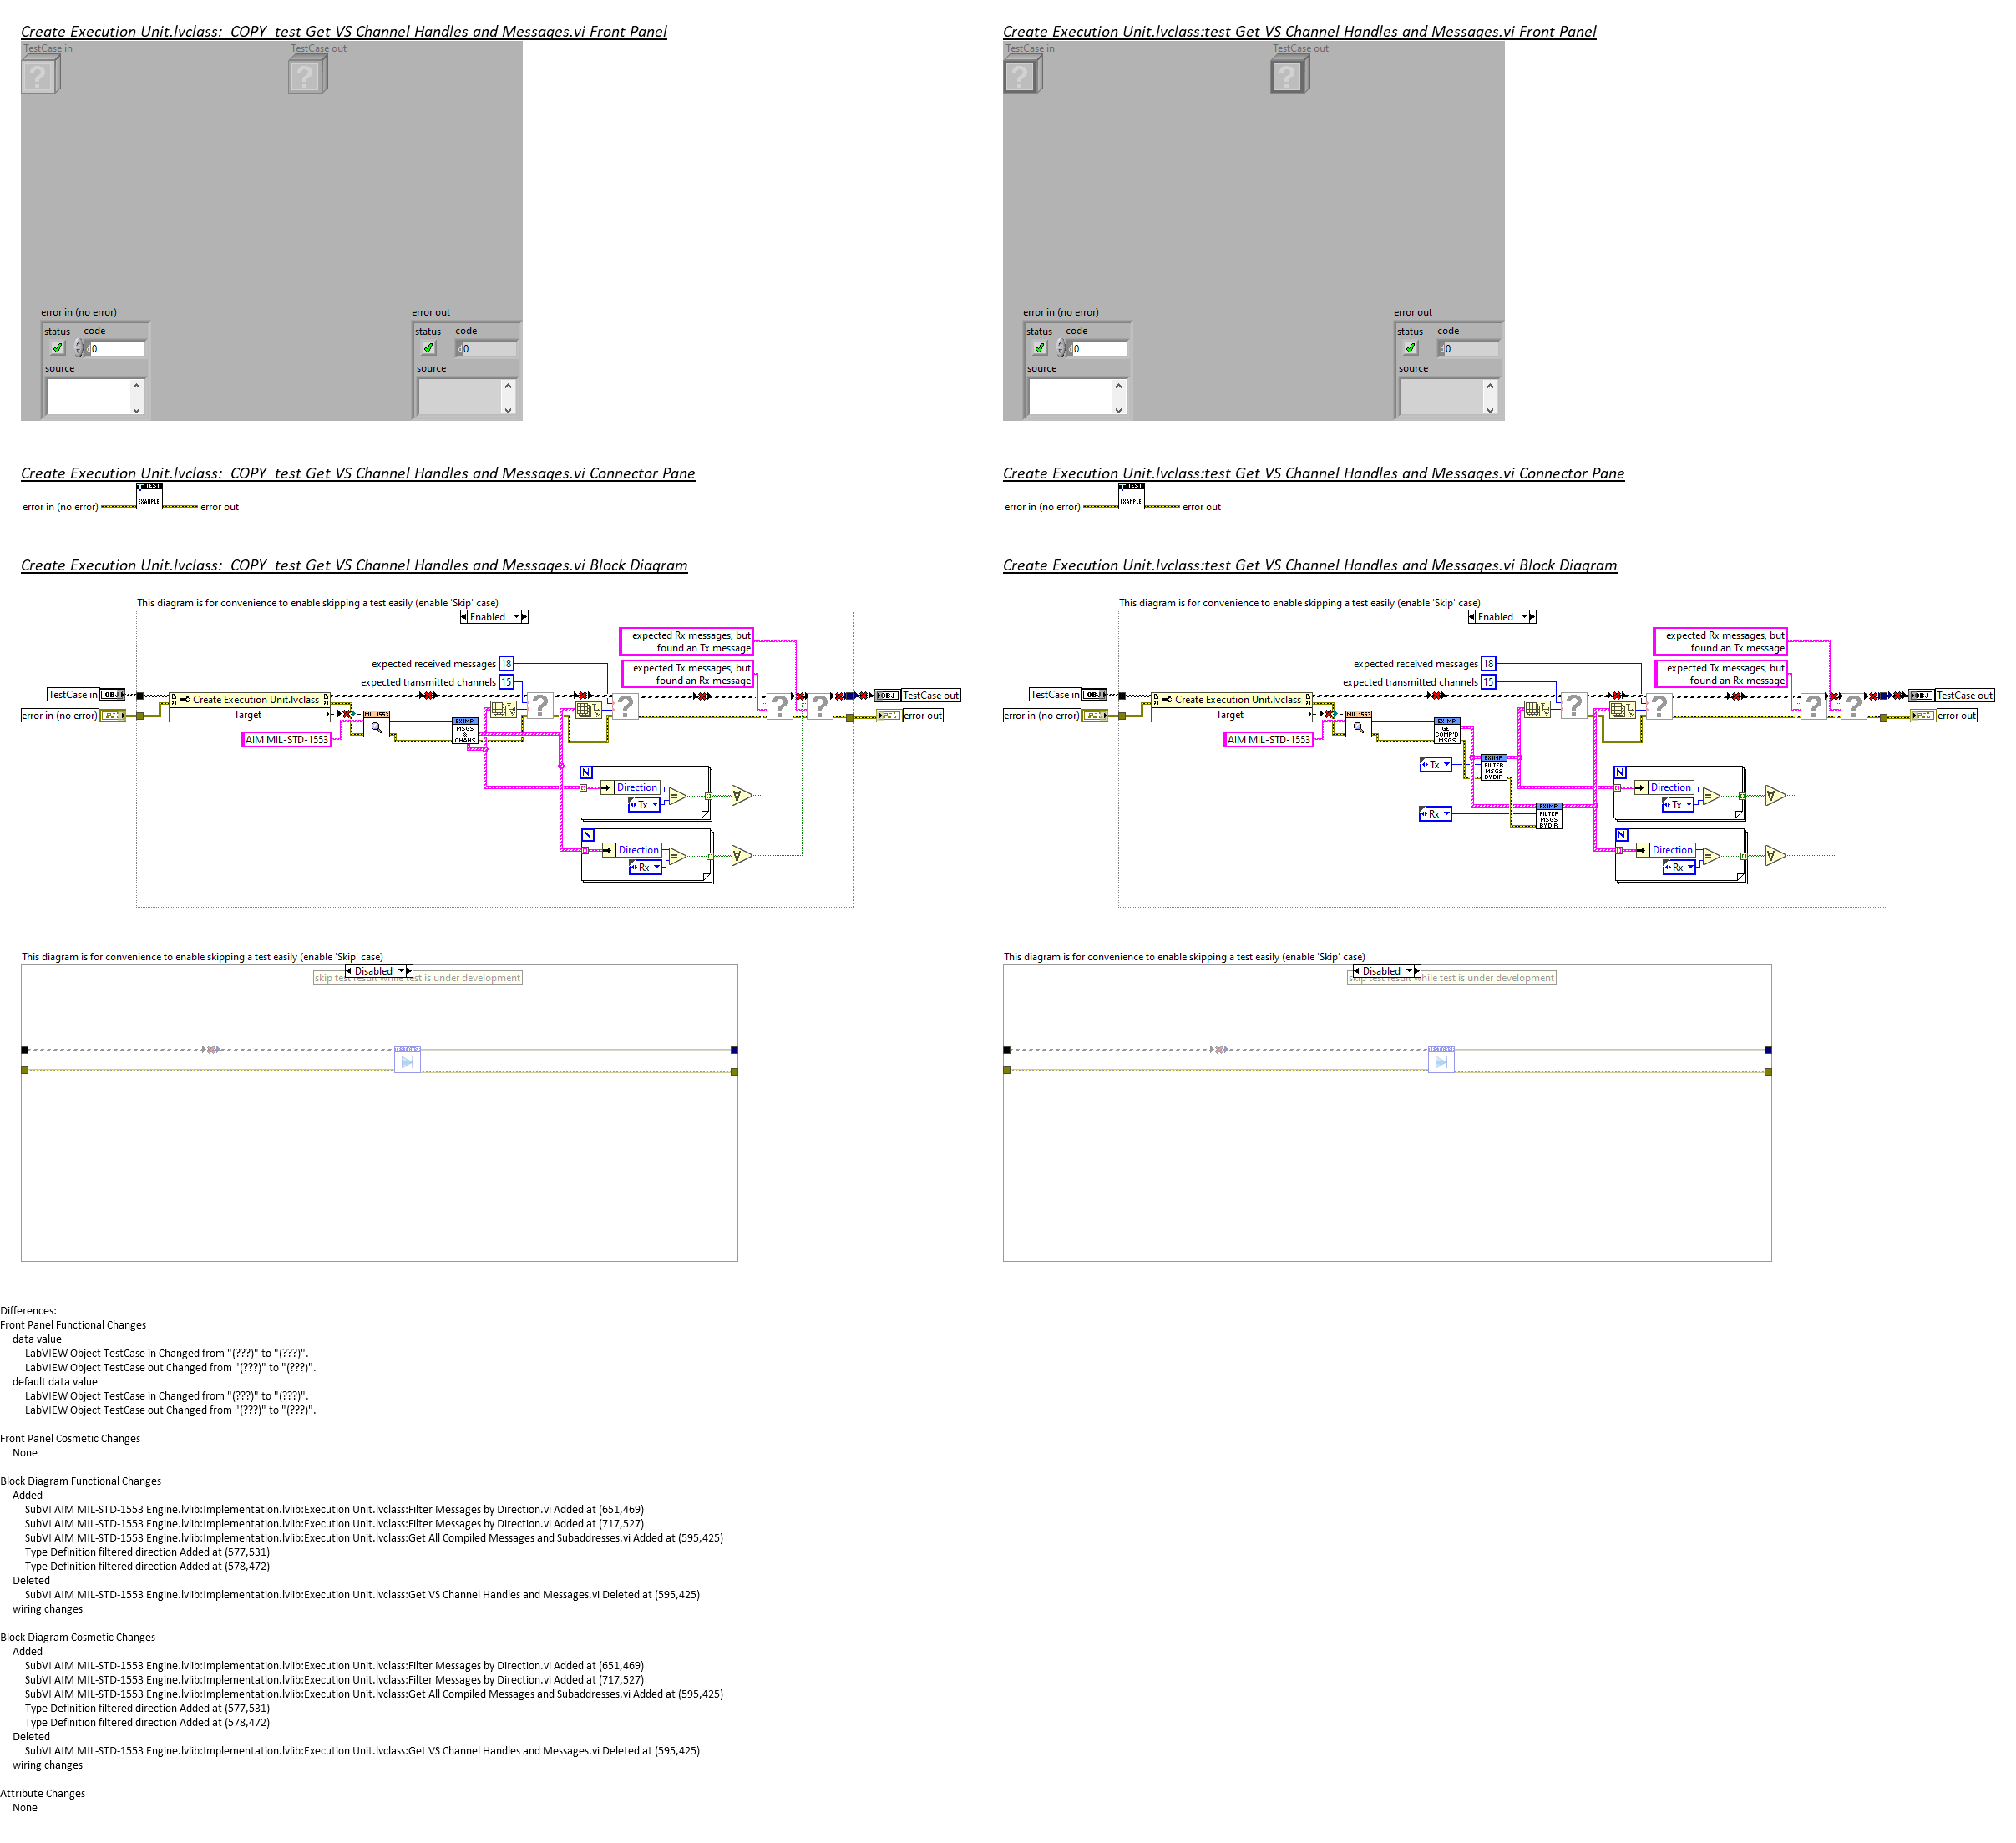 Create Execution Unit.lvclass:_COPY_test Get VS Channel Handles and Messages.vi Front Panel
TestCase in
TestCase out
error in (no error)
status
code
0
source
error out
status
code
0
source
Create Execution Unit.lvclass:test Get VS Channel Handles and Messages.vi Front Panel
TestCase in
TestCase out
error in (no error)
status
code
0
source
error out
status
code
0
source
Create Execution Unit.lvclass:_COPY_test Get VS Channel Handles and Messages.vi Connector Pane
TEST
EXAMPLE
error in (no error)
error out
Create Execution Unit.lvclass:test Get VS Channel Handles and Messages.vi Connector Pane
TEST
EXAMPLE
error in (no error)
error out
Create Execution Unit.lvclass:_COPY_test Get VS Channel Handles and Messages.vi Block Diagram
This diagram is for convenience to enable skipping a test easily (enable 'Skip' case)
Enabled
expected Rx messages, but
found an Tx message
expected received messages
18
expected Tx messages, but
found an Rx message
expected transmitted channels
15
TestCase in
OBJ
Create Execution Unit.lvclass
OBJ
TestCase out
error in (no error)
Target
MIL 1553
EXIMP
MSGS
&
CHANS
error out
AIM MIL-STD-1553
N
Direction
Tx
=
N
Direction
Rx
=
Create Execution Unit.lvclass:test Get VS Channel Handles and Messages.vi Block Diagram
This diagram is for convenience to enable skipping a test easily (enable 'Skip' case)
Enabled
expected Rx messages, but
found an Tx message
expected received messages
18
expected Tx messages, but
found an Rx message
expected transmitted channels
15
TestCase in
OBJ
Create Execution Unit.lvclass
OBJ
TestCase out
error in (no error)
Target
MIL 1553
EXIMP
GET
COMP'D
MSGS
error out
AIM MIL-STD-1553
Tx
EXIMP
FILTER
MSGS
BYDIR
N
Direction
Tx
=
Rx
EXIMP
FILTER
MSGS
BYDIR
N
Direction
Rx
=
This diagram is for convenience to enable skipping a test easily (enable 'Skip' case)
Disabled
skip test result while test is under development
TEST CASE
This diagram is for convenience to enable skipping a test easily (enable 'Skip' case)
Disabled
skip test result while test is under development
TEST CASE
Differences:
Front Panel Functional Changes
data value
LabVIEW Object TestCase in Changed from "(???)" to "(???)".
LabVIEW Object TestCase out Changed from "(???)" to "(???)".
default data value
LabVIEW Object TestCase in Changed from "(???)" to "(???)".
LabVIEW Object TestCase out Changed from "(???)" to "(???)".
Front Panel Cosmetic Changes
None
Block Diagram Functional Changes
Added
SubVI AIM MIL-STD-1553 Engine.lvlib:Implementation.lvlib:Execution Unit.lvclass:Filter Messages by Direction.vi Added at (651,469)
SubVI AIM MIL-STD-1553 Engine.lvlib:Implementation.lvlib:Execution Unit.lvclass:Filter Messages by Direction.vi Added at (717,527)
SubVI AIM MIL-STD-1553 Engine.lvlib:Implementation.lvlib:Execution Unit.lvclass:Get All Compiled Messages and Subaddresses.vi Added at (595,425)
Type Definition filtered direction Added at (577,531)
Type Definition filtered direction Added at (578,472)
Deleted
SubVI AIM MIL-STD-1553 Engine.lvlib:Implementation.lvlib:Execution Unit.lvclass:Get VS Channel Handles and Messages.vi Deleted at (595,425)
wiring changes
Block Diagram Cosmetic Changes
Added
SubVI AIM MIL-STD-1553 Engine.lvlib:Implementation.lvlib:Execution Unit.lvclass:Filter Messages by Direction.vi Added at (651,469)
SubVI AIM MIL-STD-1553 Engine.lvlib:Implementation.lvlib:Execution Unit.lvclass:Filter Messages by Direction.vi Added at (717,527)
SubVI AIM MIL-STD-1553 Engine.lvlib:Implementation.lvlib:Execution Unit.lvclass:Get All Compiled Messages and Subaddresses.vi Added at (595,425)
Type Definition filtered direction Added at (577,531)
Type Definition filtered direction Added at (578,472)
Deleted
SubVI AIM MIL-STD-1553 Engine.lvlib:Implementation.lvlib:Execution Unit.lvclass:Get VS Channel Handles and Messages.vi Deleted at (595,425)
wiring changes
Attribute Changes
None